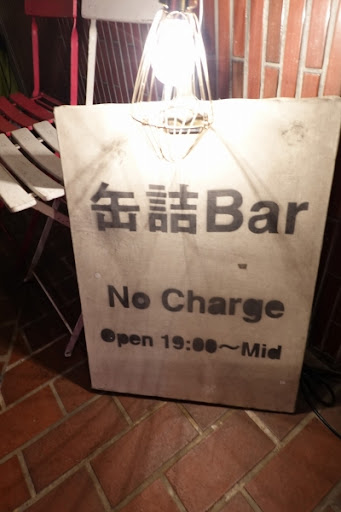 缶詰Bar
No Charge
Open 19:00～Mid